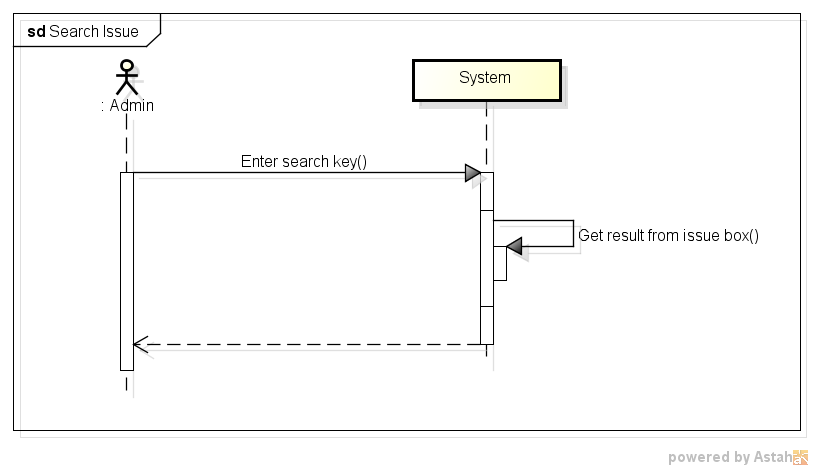 sd Search Issue
: Admin
System
Enter search key()
Get result from issue box()
powered by Astah